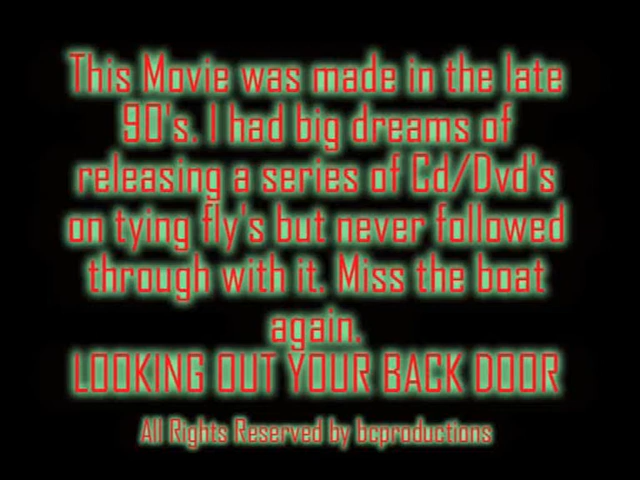 This Movie was made in the late
90's. I had big dreams of
releasing a series of Cd/Dvd's
on tying fly's but never followed
through with it. Miss the boat
again.
LOOKING OUT YOUR BACK DOOR
All Rights Reserved by bcproductions